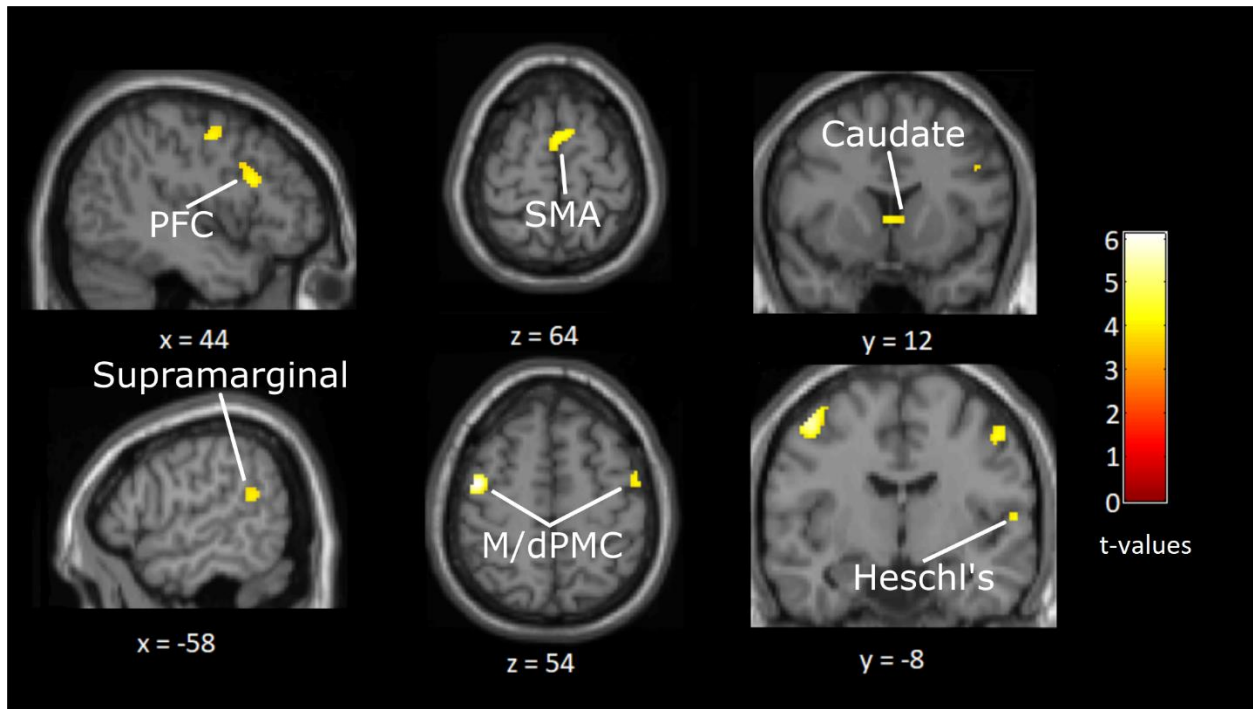 PFC
x = 44
SMA
z = 64
Caudate
y = 12
Supramarginal
x = -58
M/dPMC
z = 54
Heschl's
y = -8
6
5
4
3
2
1
0
t-values